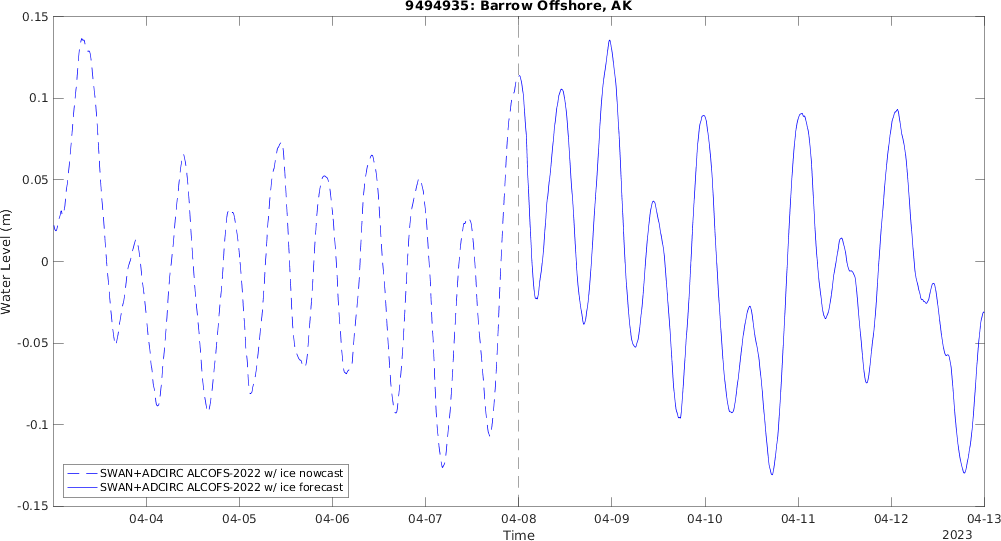 9494935: Barrow Offshore, AK
Water Level (m)
0.15
0.1
0.05
0
-0.05
-0.1
-0.15
SWAN+ADCIRC ALCOFS-2022 w/ ice nowcast
SWAN+ADCIRC ALCOFS-2022 w/ ice forecast
04-04 04-05 04-06 04-07 04-08 04-09 04-10 04-11 04-12 04-13
Time
2023